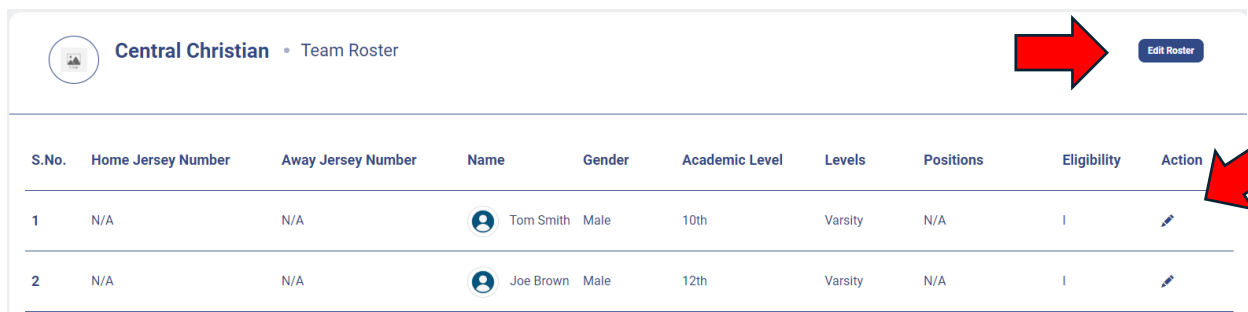 Central Christian • Team Roster
Edit Roster
S.No. Home Jersey Number Away Jersey Number Name Gender Academic Level Levels Positions Eligibility Action
1 N/A N/A Tom Smith Male 10th Varsity N/A I
2 N/A N/A Joe Brown Male 12th Varsity N/A I